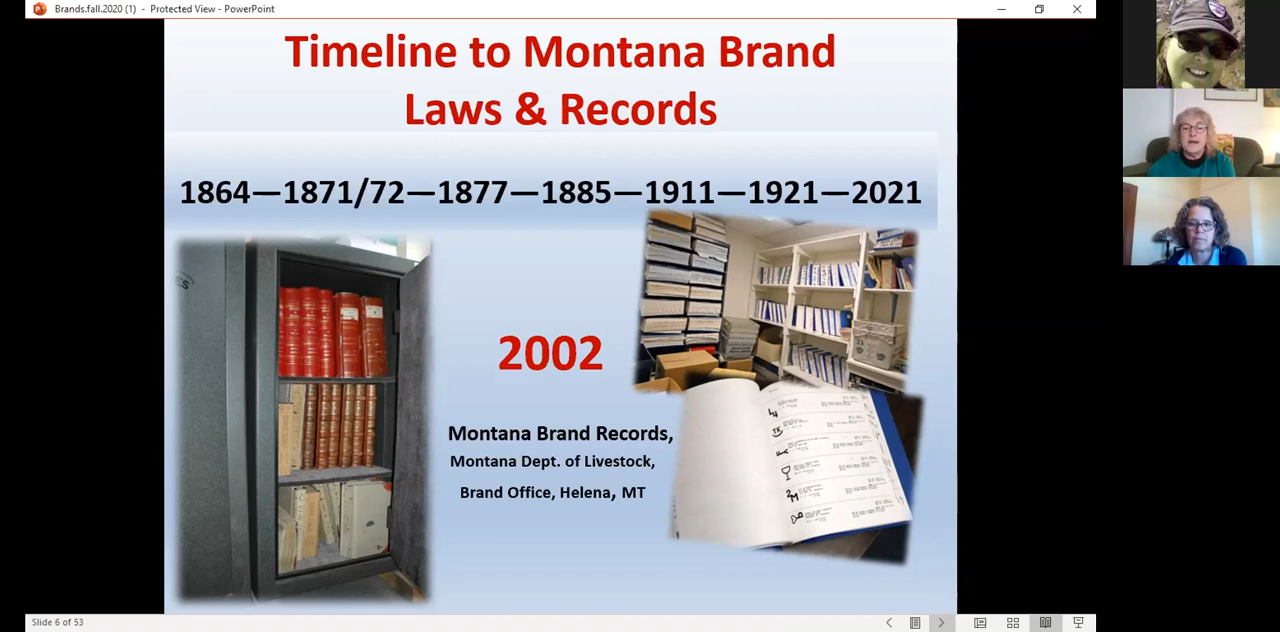 Brands.fall.2020 (1) - Protected View - PowerPoint
Timeline to Montana Brand
Laws & Records
1864—1871/72—1877—1885—1911—1921—2021
2002
Montana Brand Records,
Montana Dept. of Livestock,
Brand Office, Helena, MT
Slide 6 of 53